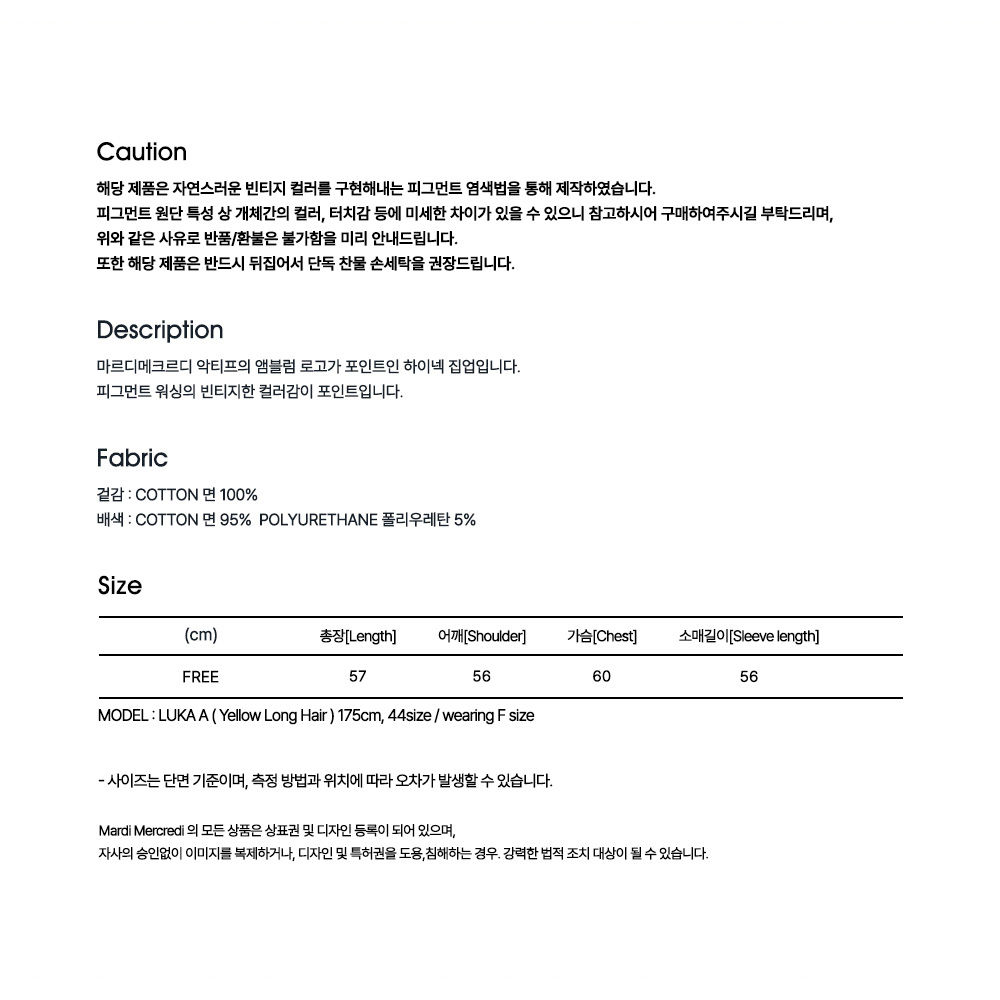 Caution
해당 제품은 자연스러운 빈티지 컬러를 구현해내는 피그먼트 염색법을 통해 제작하였습니다.
피그먼트 원단 특성 상 개체간의 컬러, 터치감 등에 미세한 차이가 있을 수 있으니 참고하시어 구매하여주시길 부탁드리며,
위와 같은 사유로 반품/환불은 불가함을 미리 안내드립니다.
또한 해당 제품은 반드시 뒤집어서 단독 찬물 손세탁을 권장드립니다.
Description
마르디메크르디 악티프의 앰블럼 로고가 포인트인 하이넥 집업입니다.
피그먼트 워싱의 빈티지한 컬러감이 포인트입니다.
Fabric
겉감 : COTTON 면 100%
배색 : COTTON 면 95% POLYURETHANE 폴리우레탄 5%
Size
(cm) 총장[Length] 어깨[Shoulder] 가슴[Chest] 소매길이[Sleeve length]
FREE 57 56 60 56
MODEL : LUKA A ( Yellow Long Hair ) 175cm, 44size / wearing F size
- 사이즈는 단면 기준이며, 측정 방법과 위치에 따라 오차가 발생할 수 있습니다.
Mardi Mercredi 의 모든 상품은 상표권 및 디자인 등록이 되어 있으며,
자사의 승인없이 이미지를 복제하거나, 디자인 및 특허권을 도용,침해하는 경우. 강력한 법적 조치 대상이 될 수 있습니다.